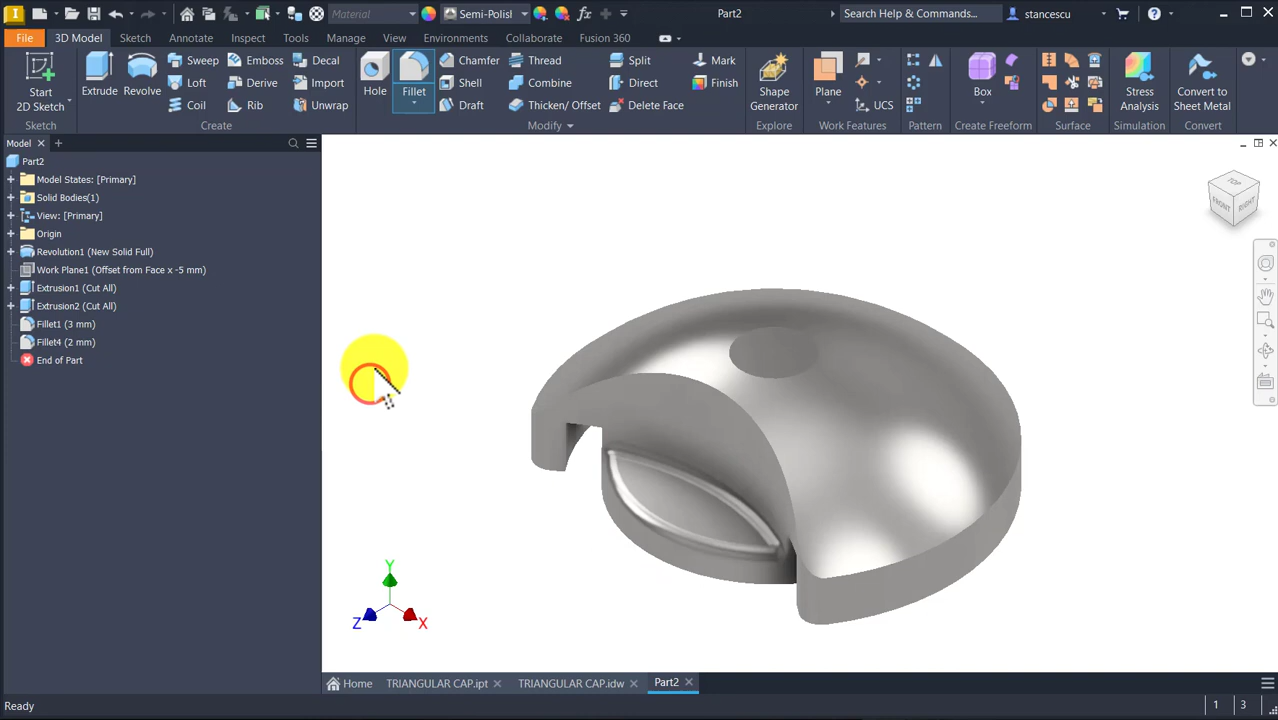 Material
Semi-Polisl
fx
Part2
Search Help & Commands...
stancescu
File
3D Model
Sketch
Annotate
Inspect
Tools
Manage
View
Environments
Collaborate
Fusion 360
Start
2D Sketch
Extrude
Revolve
Sweep
Loft
Coil
Emboss
Derive
Rib
Decal
Import
Unwrap
Hole
Fillet
Chamfer
Shell
Draft
Thread
Combine
Thicken/ Offset
Split
Direct
Delete Face
Mark
Finish
Shape
Generator
Plane
UCS
Box
Stress
Analysis
Convert to
Sheet Metal
Sketch
Create
Modify
Explore
Work Features
Pattern
Create Freeform
Surface
Simulation
Convert
Model
Part2
Model States: [Primary]
Solid Bodies(1)
View: [Primary]
Origin
Revolution1 (New Solid Full)
Work Plane1 (Offset from Face x -5 mm)
Extrusion1 (Cut All)
Extrusion2 (Cut All)
Fillet1 (3 mm)
Fillet4 (2 mm)
End of Part
TOP
FRONT
RIGHT
Y
Z
X
Home
TRIANGULAR CAP.ipt
TRIANGULAR CAP.idw
Part2
Ready
1
3